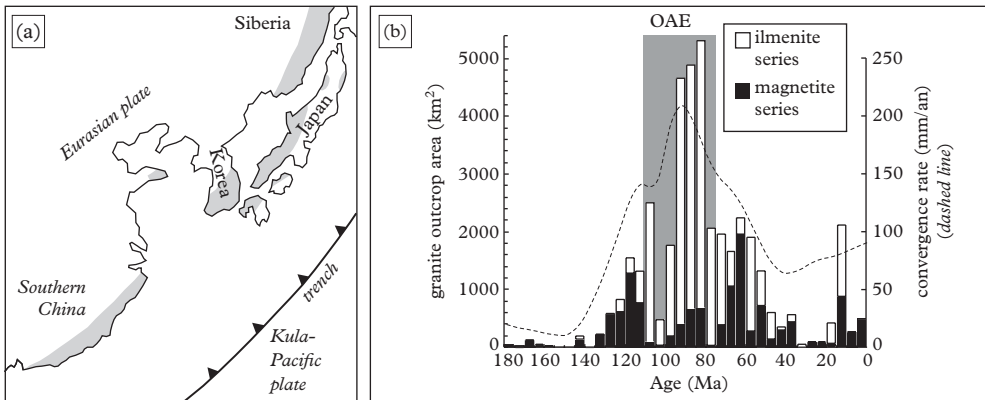 (a)
Siberia
Eurasian plate
Japan
Korea
trench
Southern
China
Kula-
Pacific
plate
(b)
OAE
ilmenite
series
magnetite
series
granite outcrop area (km²)
5000
4000
3000
2000
1000
0
250
200
150
100
50
0
convergence rate (mm/an)
(dashed line)
180 160 140 120 100 80 60 40 20 0
Age (Ma)